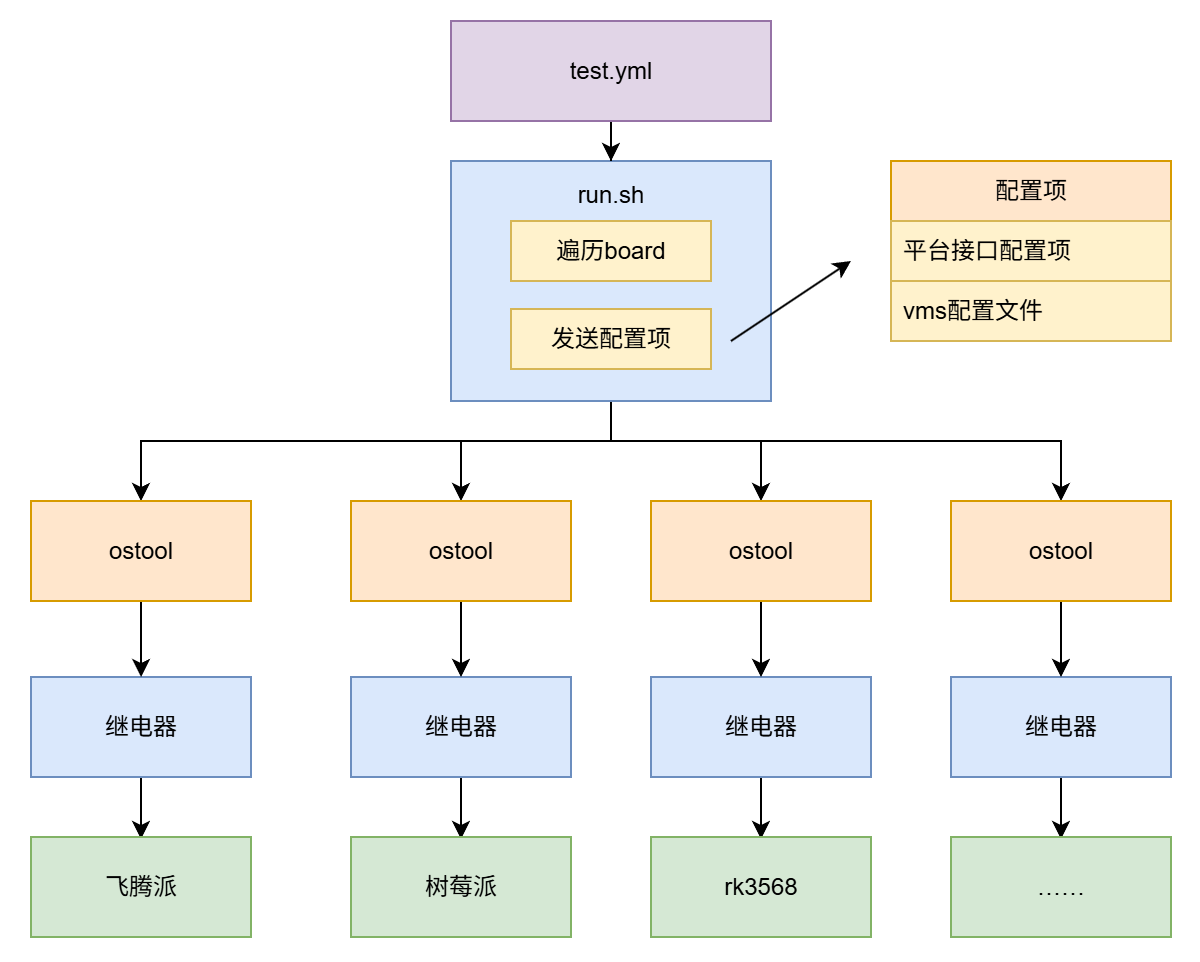 test.yml
run.sh
遍历board
发送配置项
配置项
平台接口配置项
vms配置文件
ostool
ostool
ostool
ostool
继电器
继电器
继电器
继电器
飞腾派
树莓派
rk3568
……